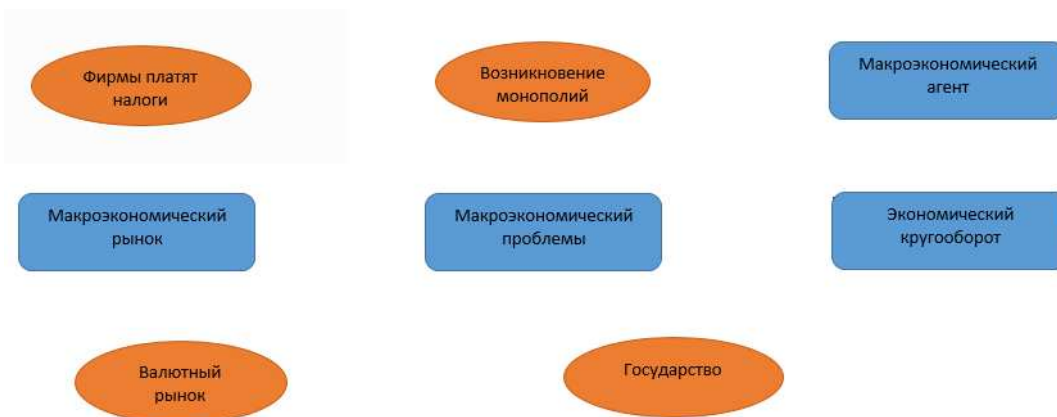 Фирмы платят
налоги
Возникновение
монополий
Макроэкономический
агент
Макроэкономический
рынок
Макроэкономический
проблемы
Экономический
кругооборот
Валютный
рынок
Государство